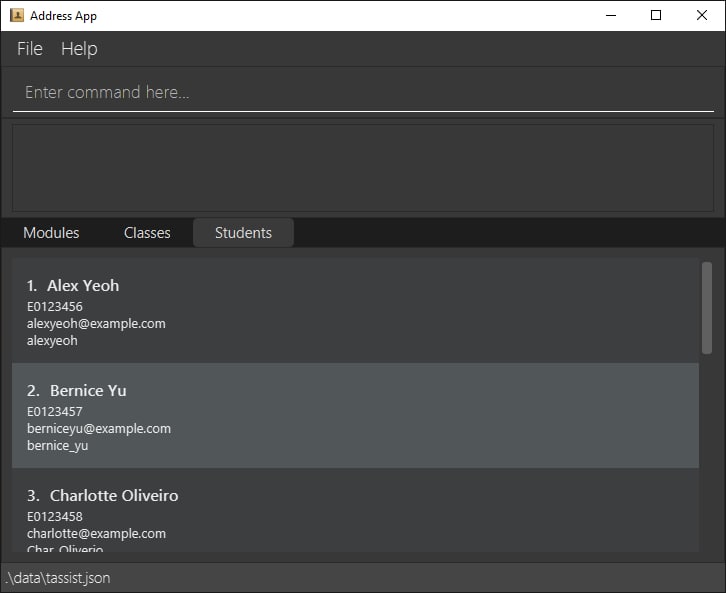 Address App
File Help
Enter command here...
Modules Classes Students
1. Alex Yeoh
E0123456
alexyeoh@example.com
alexyeoh
2. Bernice Yu
E0123457
berniceyu@example.com
bernice_yu
3. Charlotte Oliveiro
E0123458
charlotte@example.com
Char_Oliverio
.\data\tassist.json